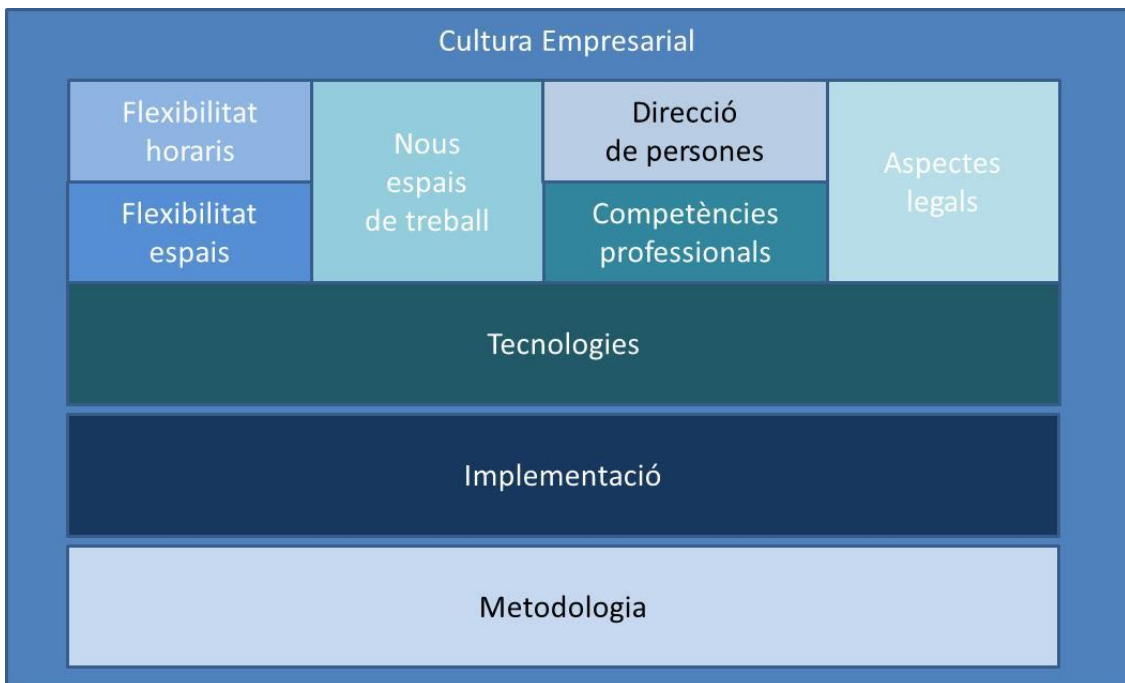 Cultura Empresarial
Flexibilitat
horaris
Flexibilitat
espais
Nous
espais
de treball
Direcció
de persones
Competències
professionals
Aspectes
legals
Tecnologies
Implementació
Metodologia